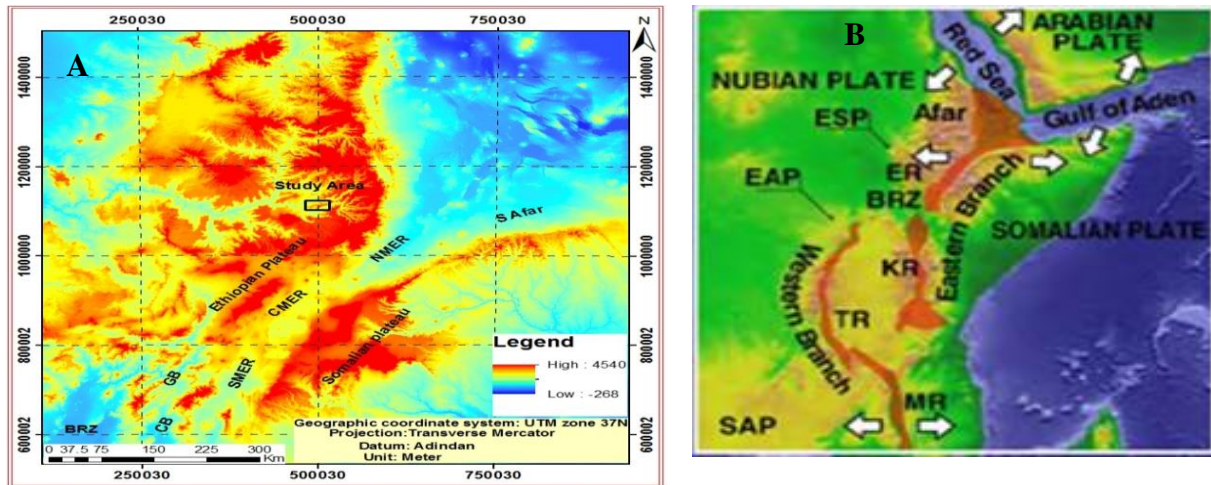 250030 500030 750030
N
A
1400000
1200000
1000000
800002
600002
Study Area
S Afar
NMER
Ethiopian Plateau
CMER
Somalian plateau
SMER
GB
CB
BRZ
Legend
High : 4540
Low : -268
Geographic coordinate system: UTM zone 37N
Projection:Transverse Mercator
Datum: Adindan
Unit: Meter
0 37.5 75 150 225 300
Km
250030 500030 750030
B
ARABIAN
PLATE
Red Sea
NUBIAN PLATE
Afar
Gulf of Aden
ESP
ER
EAP
BRZ
Eastern Branch
SOMALIAN PLATE
KR
Western Branch
TR
MR
SAP